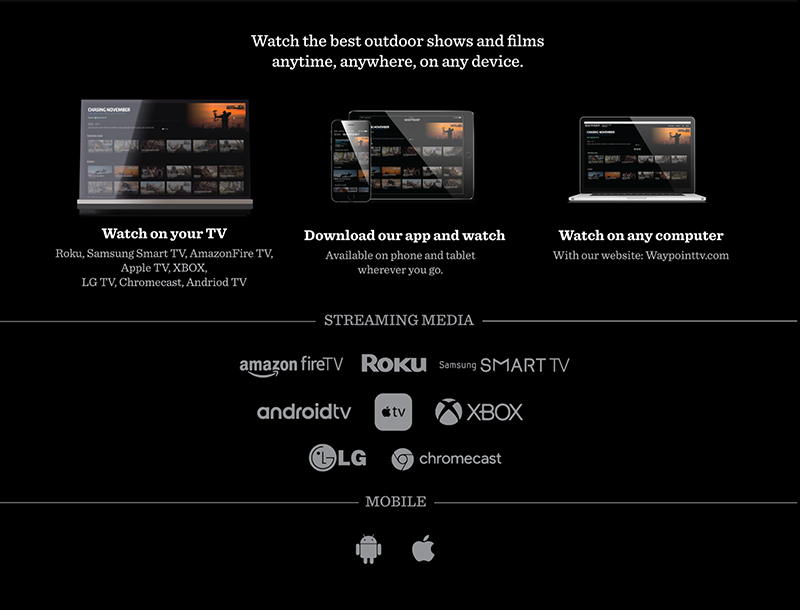 Watch the best outdoor shows and films
anytime, anywhere, on any device.
CHASING NOVEMBER
CHASING NOVEMBER
Watch on your TV
Roku, Samsung Smart TV, AmazonFire TV,
Apple TV, XBOX,
LG TV, Chromecast, Andriod TV
Download our app and watch
Available on phone and tablet
wherever you go.
Watch on any computer
With our website: Waypointtv.com
STREAMING MEDIA
amazon fireTV
ROKU
Samsung SMART TV
androidtv
tv
XBOX
LG
LG
chromecast
MOBILE